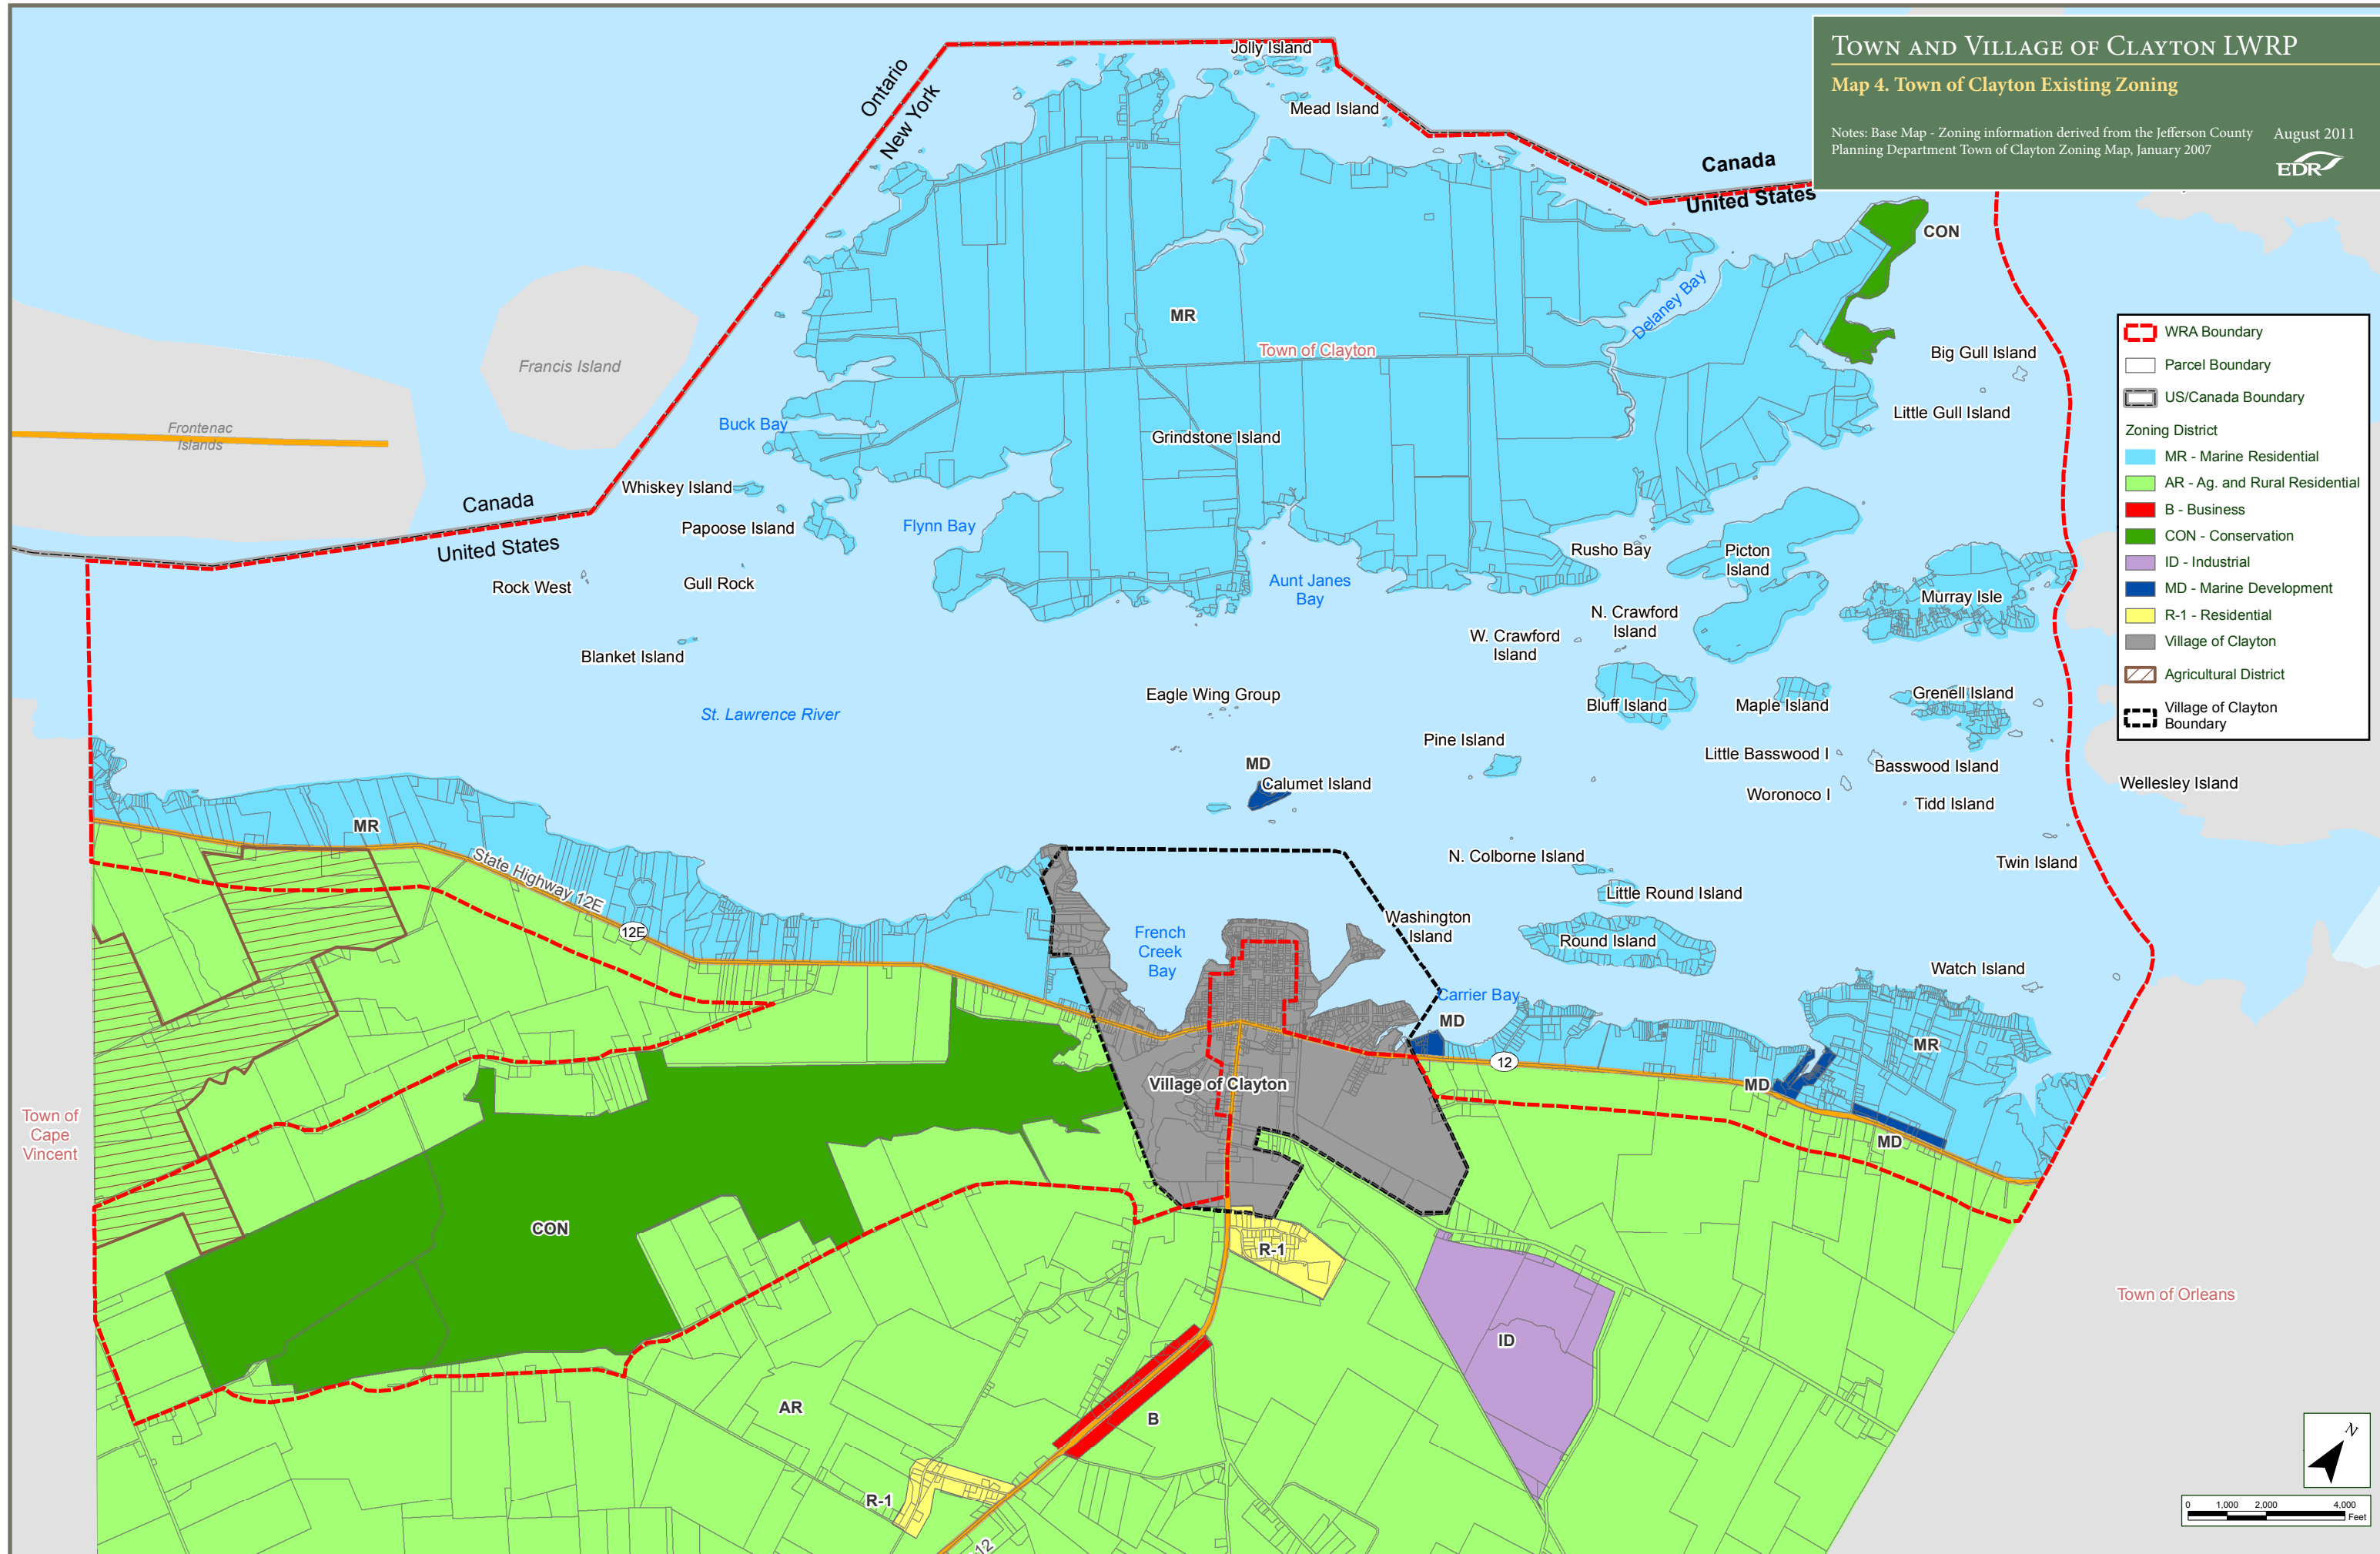 TOWN AND VILLAGE OF CLAYTON LWRP
Map 4. Town of Clayton Existing Zoning
Notes: Base Map - Zoning information derived from the Jefferson County
Planning Department Town of Clayton Zoning Map, January 2007
August 2011
EDR
WRA Boundary
Parcel Boundary
US/Canada Boundary
Zoning District
MR - Marine Residential
AR - Ag. and Rural Residential
B - Business
CON - Conservation
ID - Industrial
MD - Marine Development
R-1 - Residential
Village of Clayton
Agricultural District
Village of Clayton
Boundary
Jolly Island
Ontario
New York
Mead Island
Canada
United States
CON
Delaney Bay
MR
Town of Clayton
Big Gull Island
Francis Island
Little Gull Island
Frontenac
Islands
Buck Bay
Grindstone Island
Whiskey Island
Canada
United States
Papoose Island
Flynn Bay
Rusho Bay
Picton
Island
Rock West
Gull Rock
Aunt Janes
Bay
Murray Isle
N. Crawford
Island
W. Crawford
Island
Blanket Island
Eagle Wing Group
St. Lawrence River
Bluff Island
Maple Island
Grenell Island
Pine Island
Little Basswood I
Basswood Island
MD
Calumet Island
Woronoco I
Tidd Island
Wellesley Island
MR
State Highway 12E
12E
N. Colborne Island
Twin Island
Little Round Island
Washington
Island
French
Creek
Bay
Round Island
Watch Island
Carrier Bay
MD
12
MR
MD
MD
Village of Clayton
Town of
Cape
Vincent
CON
R-1
Town of Orleans
ID
AR
B
R-1
12
N
0 1,000 2,000 4,000
Feet